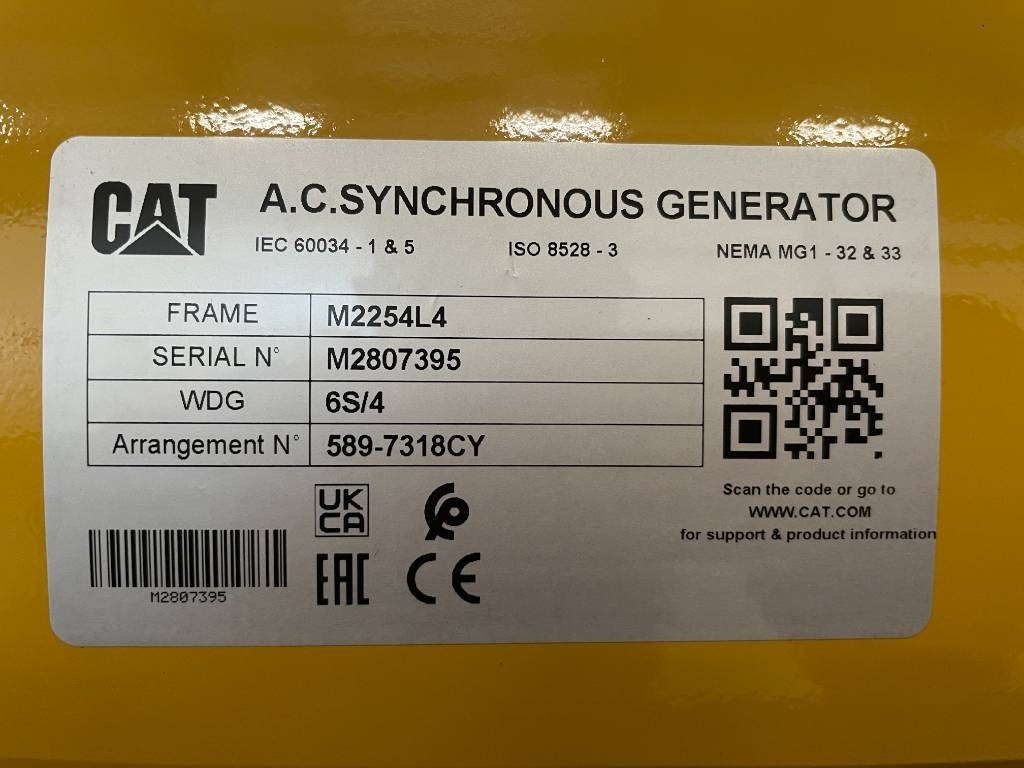 CAT A.C.SYNCHRONOUS GENERATOR
IEC 60034 - 1 & 5 ISO 8528 - 3 NEMA MG1 - 32 & 33
FRAME M2254L4
SERIAL N° M2807395
WDG 6S/4
Arrangement N° 589-7318CY
Scan the code or go to
WWW.CAT.COM
for support & product information
UK
CA
EAC CE
M2807395